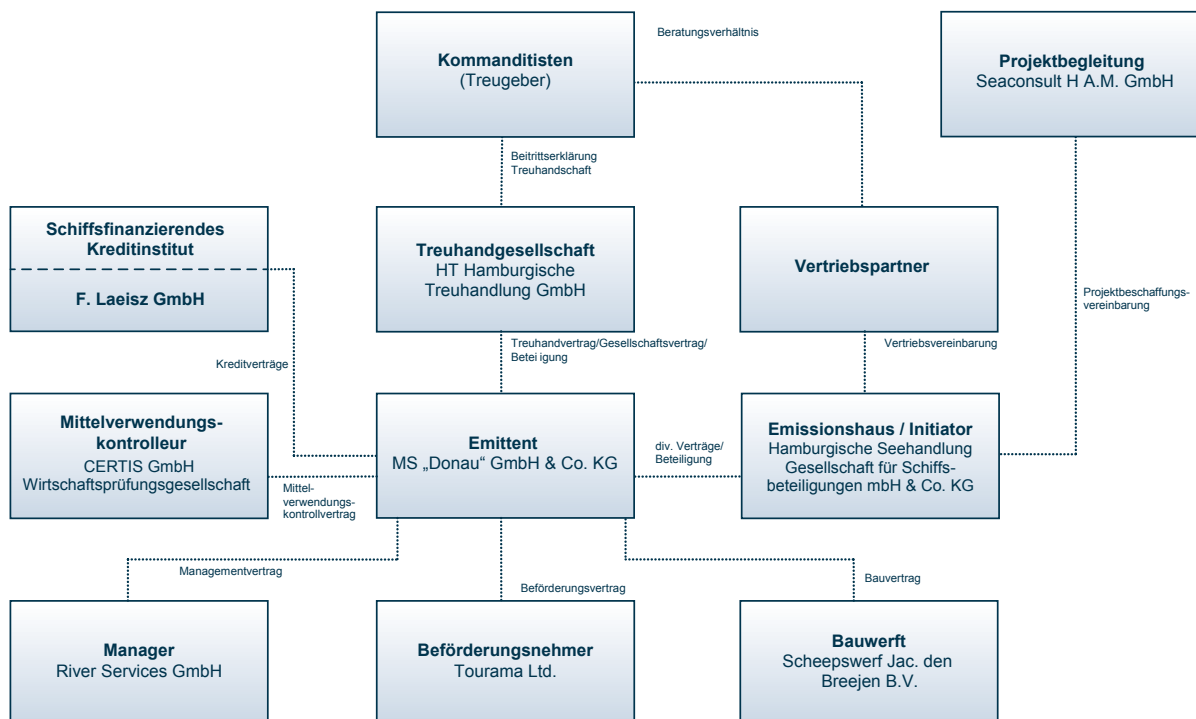 Beratungsverhältnis
Kommanditisten
(Treugeber)
Projektbegleitung
Seaconsult H A.M. GmbH
Beitrittserklärung
Treuhandschaft
Schiffsfinanzierendes
Kreditinstitut
F. Laeisz GmbH
Treuhandgesellschaft
HT Hamburgische
Treuhandlung GmbH
Vertriebspartner
Projektbeschaffungs-
vereinbarung
Kreditverträge
Treuhandvertrag/Gesellschaftsvertrag/
Betei igung
Vertriebsvereinbarung
Mittelverwendungs-
kontrolleur
CERTIS GmbH
Wirtschaftsprüfungsgesellschaft
Emittent
MS „Donau“ GmbH & Co. KG
div. Verträge/
Beteiligung
Emissionshaus / Initiator
Hamburgische Seehandlung
Gesellschaft für Schiffs-
beteiligungen mbH & Co. KG
Mittel-
verwendungs-
kontrollvertrag
Managementvertrag
Beförderungsvertrag
Bauvertrag
Manager
River Services GmbH
Beförderungsnehmer
Tourama Ltd.
Bauwerft
Scheepswerf Jac. den
Breejen B.V.